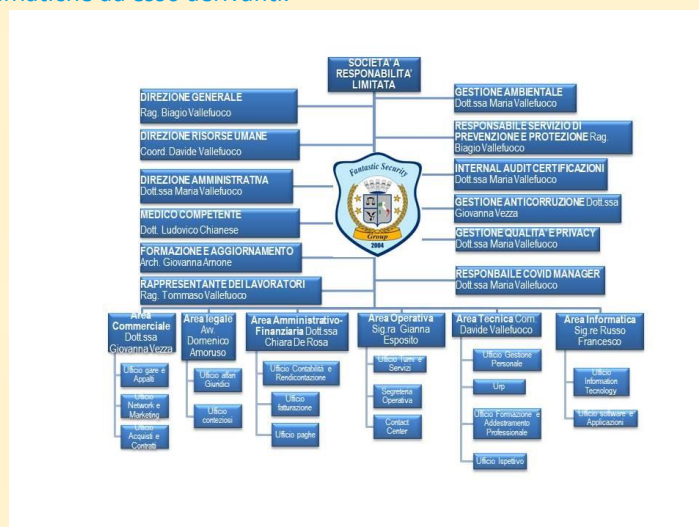 SOCIETA' A
RESPONABILITA'
LIMITATA
DIREZIONE GENERALE
Rag. Biagio Vallefuoco
DIREZIONE RISORSE UMANE
Coord. Davide Vallefuoco
DIREZIONE AMMINISTRATIVA
Dott.ssa Maria Vallefuoco
MEDICO COMPETENTE
Dott. Ludovico Chianese
FORMAZIONE E AGGIORNAMENTO
Arch. Giovanna Arnone
RAPPRESENTANTE DEI LAVORATORI
Rag. Tommaso Vallefuoco
Fantastic Security
Group
2004
GESTIONE AMBIENTALE
Dott.ssa Maria Vallefuoco
RESPONSABILE SERVIZIO DI
PREVENZIONE E PROTEZIONE Rag.
Biagio Vallefuoco
INTERNAL AUDIT CERTIFICAZIONI
Dott.ssa Maria Vallefuoco
GESTIONE ANTICORRUZIONE Dott.ssa
Giovanna Vezza
GESTIONE QUALITA' E PRIVACY
Dott.ssa Maria Vallefuoco
RESPONBAILE COVID MANAGER
Dott.ssa Maria Vallefuoco
Area
Commerciale
Dott.ssa
Giovanna Vezza
Ufficio gare e
Appalti
Ufficio
Network e
Marketing
Ufficio
Acquisti e
Contratti
Area legale
Avv.
Domenico
Amoruso
Ufficio affari
Giuridici
Ufficio
conteziosi
Area Amministrativo-
Finanziaria Dott.ssa
Chiara De Rosa
Ufficio Contabilità e
Rendicontazione
Ufficio
fatturazione
Ufficio paghe
Area Operativa
Sig.ra Gianna
Esposito
Ufficio Turni e
Servizi
Segreteria
Operativa
Contact
Center
Area Tecnica Com.
Davide Vallefuoco
Ufficio Gestione
Personale
Urp
Ufficio Formazione e
Addestramento
Professionale
Ufficio Ispettivo
Area Informatica
Sig re Russo
Francesco
Ufficio
Information
Tecnology
Ufficio software e
Applicazioni